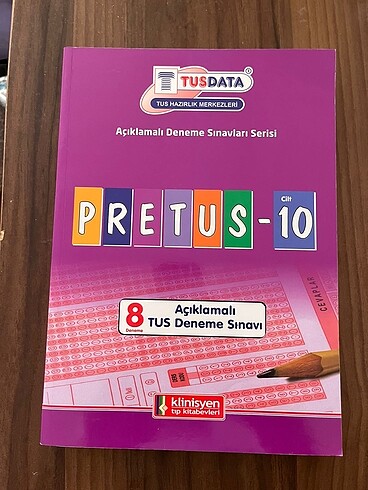 TUSDATA®
TUS HAZIRLIK MERKEZLERİ
Açıklamalı Deneme Sınavları Serisi
Cilt
PRETUS-10
CEVAPLAR
8 Açıklamalı
Deneme TUS Deneme Sınavı
klinisyen
tıp kitabevleri